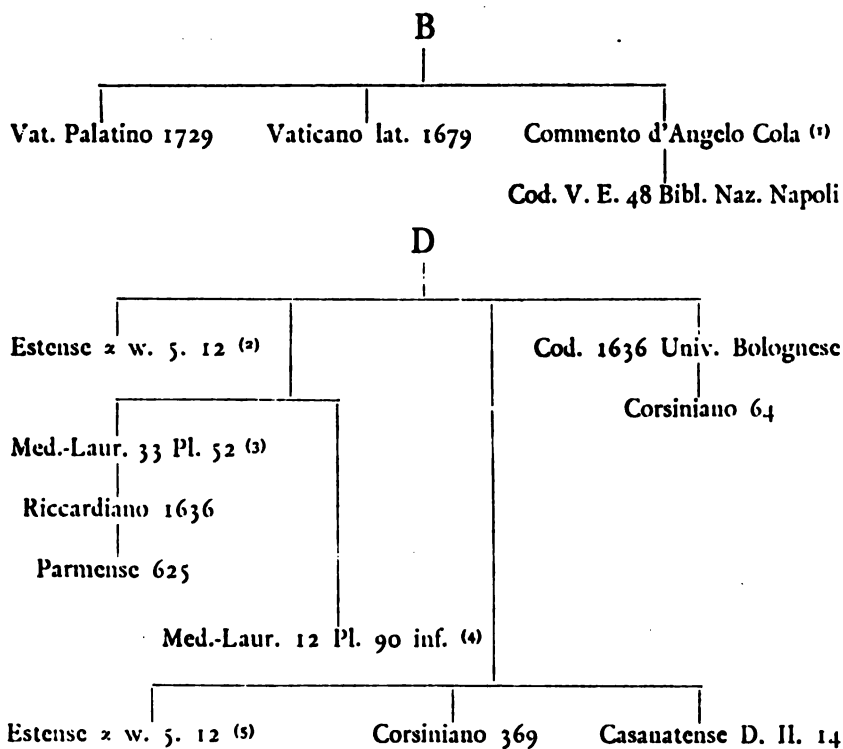 B
Vat. Palatino 1729 Vaticano lat. 1679 Commento d'Angelo Cola (1)
Cod. V. E. 48 Bibl. Naz. Napoli
D
Estense α w. 5. 12 (2) Cod. 1636 Univ. Bolognese
Corsiniano 64
Med.-Laur. 33 Pl. 52 (3)
Riccardiano 1636
Parmense 625
Med.-Laur. 12 Pl. 90 inf. (4)
Estense α w. 5. 12 (5) Corsiniano 369 Casanatense D. II. 14